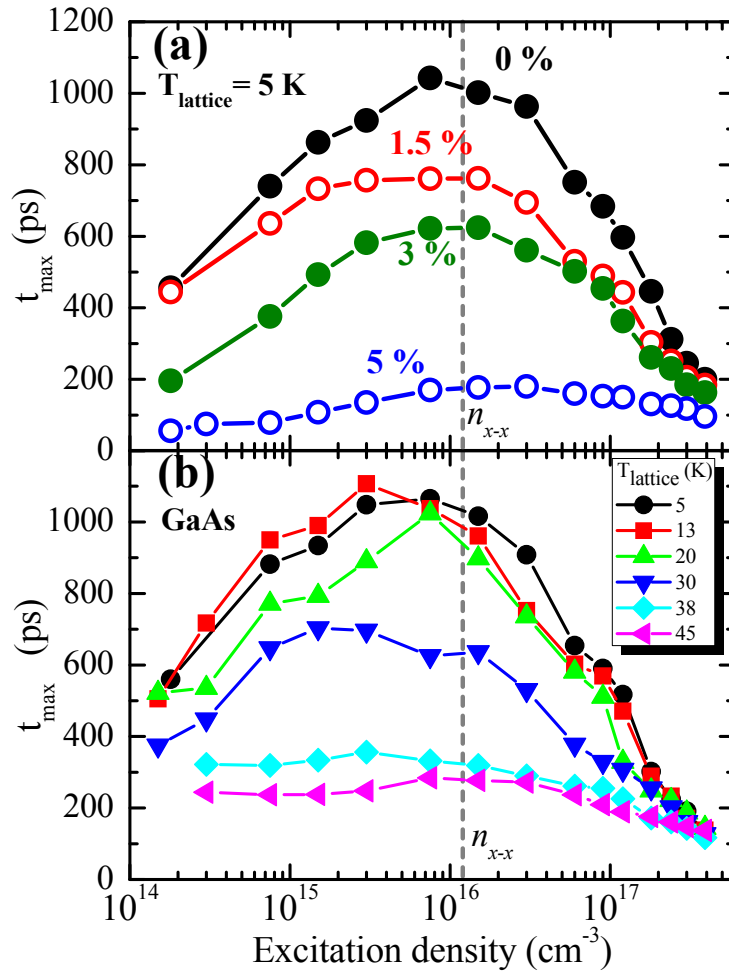 (a)
T_lattice = 5 K
0 %
1.5 %
3 %
5 %
n_x-x
t_max (ps)
1000
800
600
400
200
0
(b)
GaAs
T_lattice (K)
5
13
20
30
38
45
n_x-x
t_max (ps)
1000
800
600
400
200
0
10^14 10^15 10^16 10^17
Excitation density (cm^-3)